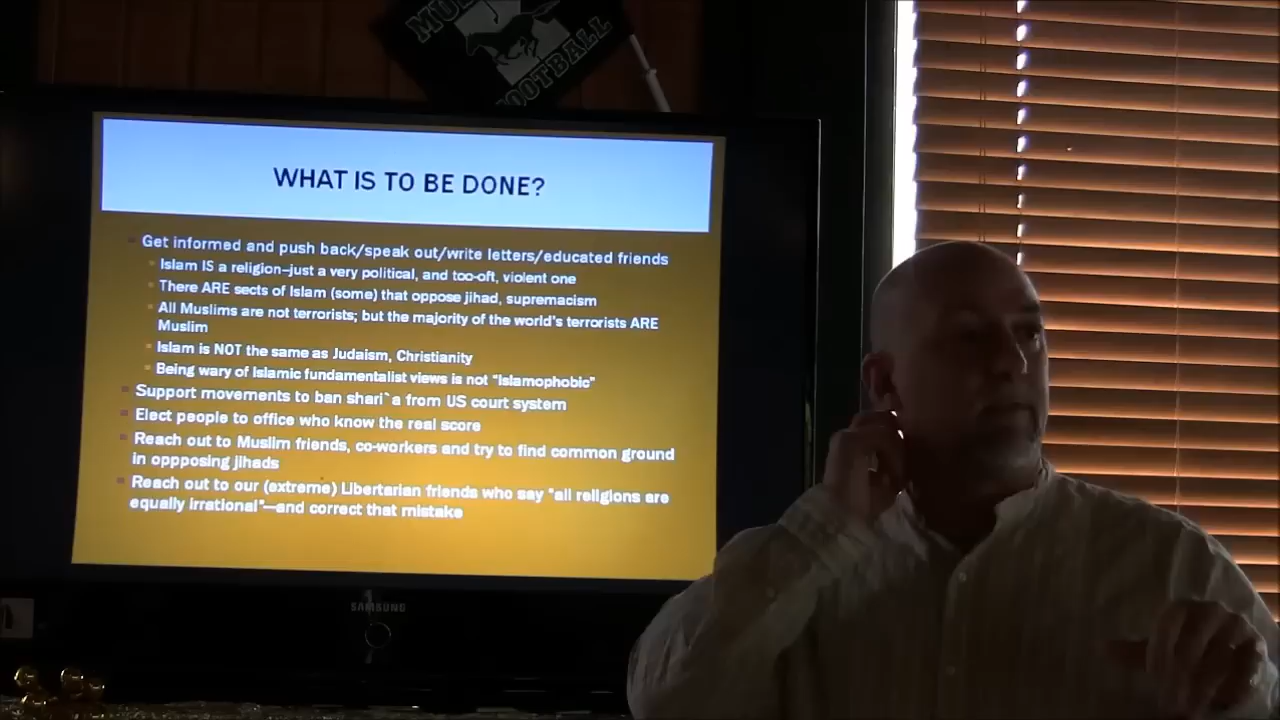 FOOTBALL
WHAT IS TO BE DONE?
Get informed and push back/speak out/write letters/educated friends
Islam IS a religion–just a very political, and too-oft, violent one
There ARE sects of Islam (some) that oppose jihad, supremacism
All Muslims are not terrorists; but the majority of the world's terrorists ARE
Muslim
Islam is NOT the same as Judaism, Christianity
Being wary of Islamic fundamentalist views is not "Islamophobic"
Support movements to ban shari`a from US court system
Elect people to office who know the real score
Reach out to Muslim friends, co-workers and try to find common ground
in oppposing jihads
Reach out to our (extreme) Libertarian friends who say "all religions are
equally irrational"—and correct that mistake
SAMSUNG